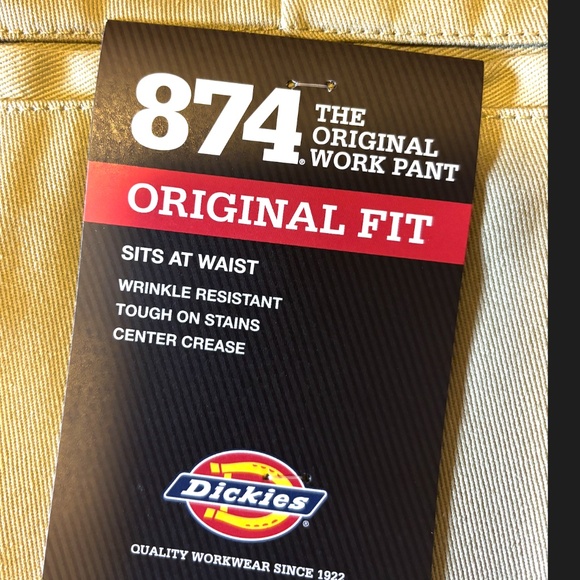 874® THE
ORIGINAL
WORK PANT
ORIGINAL FIT
SITS AT WAIST
WRINKLE RESISTANT
TOUGH ON STAINS
CENTER CREASE
Dickies®
QUALITY WORKWEAR SINCE 1922